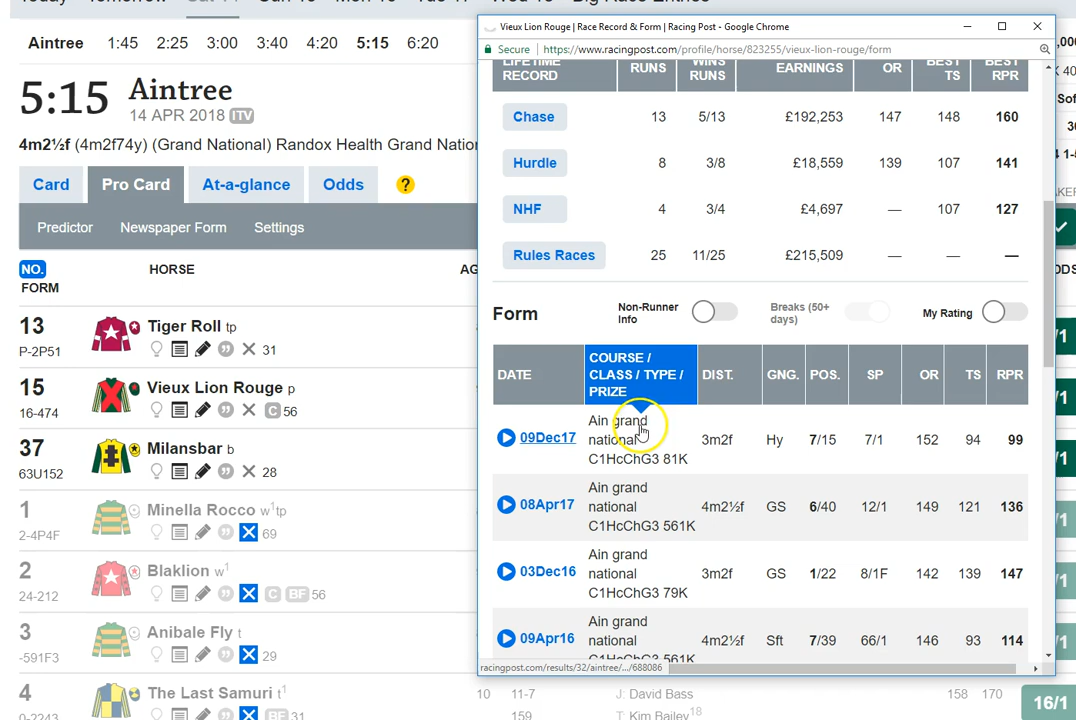 Today Tomorrow Sat 14 Sun 15 Mon 16 Tue 17 Wed 18 Big Race Entries
Aintree 1:45 2:25 3:00 3:40 4:20 5:15 6:20
5:15 Aintree
14 APR 2018 ITV
4m2½f (4m2f74y) (Grand National) Randox Health Grand Nation
Card Pro Card At-a-glance Odds ?
Predictor Newspaper Form Settings
NO.
FORM
HORSE
AG
13 Tiger Roll tp
P-2P51 31
15 Vieux Lion Rouge p
16-474 C 56
37 Milansbar p
63U152 28
1 Minella Rocco w1tp
2-4P4F 69
2 Blaklion w1
24-212 C BF 56
3 Anibale Fly t
-591F3 29
4 The Last Samuri t1
10 11-7 J: David Bass 158 170
0-2243 BF 31
159 T: Kim Bailey18
16/1
Vieux Lion Rouge | Race Record & Form | Racing Post - Google Chrome
Secure https://www.racingpost.com/profile/horse/823255/vieux-lion-rouge/form
LIFETIME RECORD RUNS WINS RUNS EARNINGS OR BEST TS BEST RPR
Chase 13 5/13 £192,253 147 148 160
Hurdle 8 3/8 £18,559 139 107 141
NHF 4 3/4 £4,697 — 107 127
Rules Races 25 11/25 £215,509 — — —
Form
Non-Runner
Info
Breaks (50+
days)
My Rating
DATE
COURSE /
CLASS / TYPE /
PRIZE
DIST. GNG. POS. SP OR TS RPR
Ain grand
09Dec17 national 3m2f Hy 7/15 7/1 152 94 99
C1HcChG3 81K
Ain grand
08Apr17 national 4m2½f GS 6/40 12/1 149 121 136
C1HcChG3 561K
Ain grand
03Dec16 national 3m2f GS 1/22 8/1F 142 139 147
C1HcChG3 79K
Ain grand
09Apr16 national 4m2½f Sft 7/39 66/1 146 93 114
C1HcChG3 561K
racingpost.com/results/32/aintree/.../688086